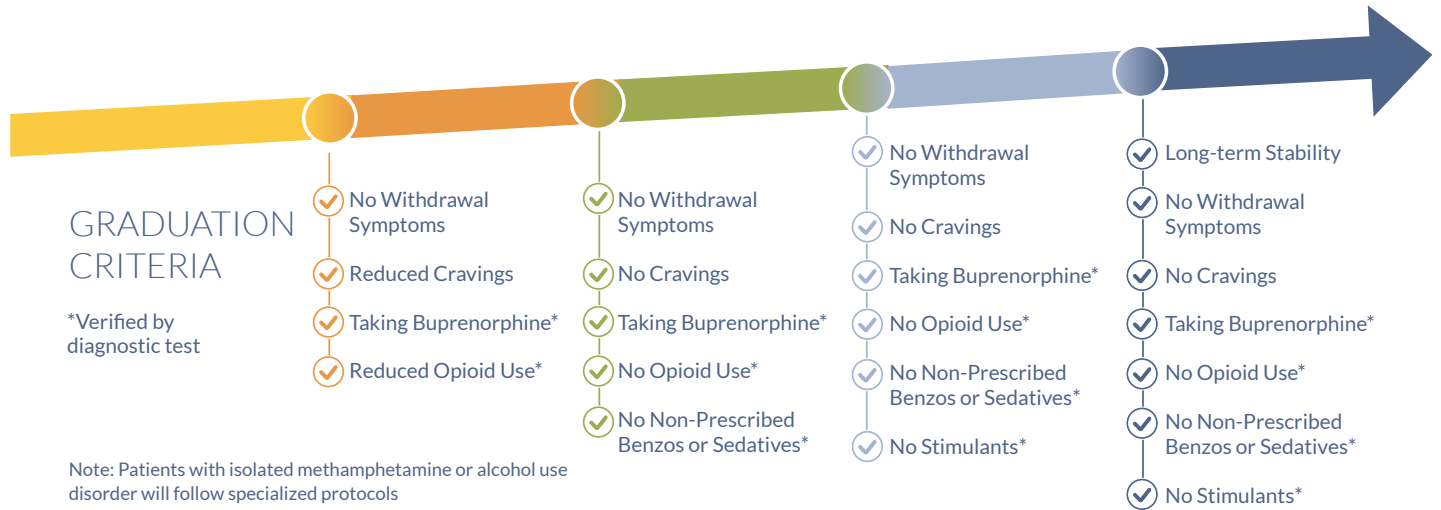 GRADUATION
CRITERIA
*Verified by
diagnostic test
No Withdrawal
Symptoms
Reduced Cravings
Taking Buprenorphine*
Reduced Opioid Use*
No Withdrawal
Symptoms
No Cravings
Taking Buprenorphine*
No Opioid Use*
No Non-Prescribed
Benzos or Sedatives*
No Withdrawal
Symptoms
No Cravings
Taking Buprenorphine*
No Opioid Use*
No Non-Prescribed
Benzos or Sedatives*
No Stimulants*
Long-term Stability
No Withdrawal
Symptoms
No Cravings
Taking Buprenorphine*
No Opioid Use*
No Non-Prescribed
Benzos or Sedatives*
No Stimulants*
Note: Patients with isolated methamphetamine or alcohol use
disorder will follow specialized protocols